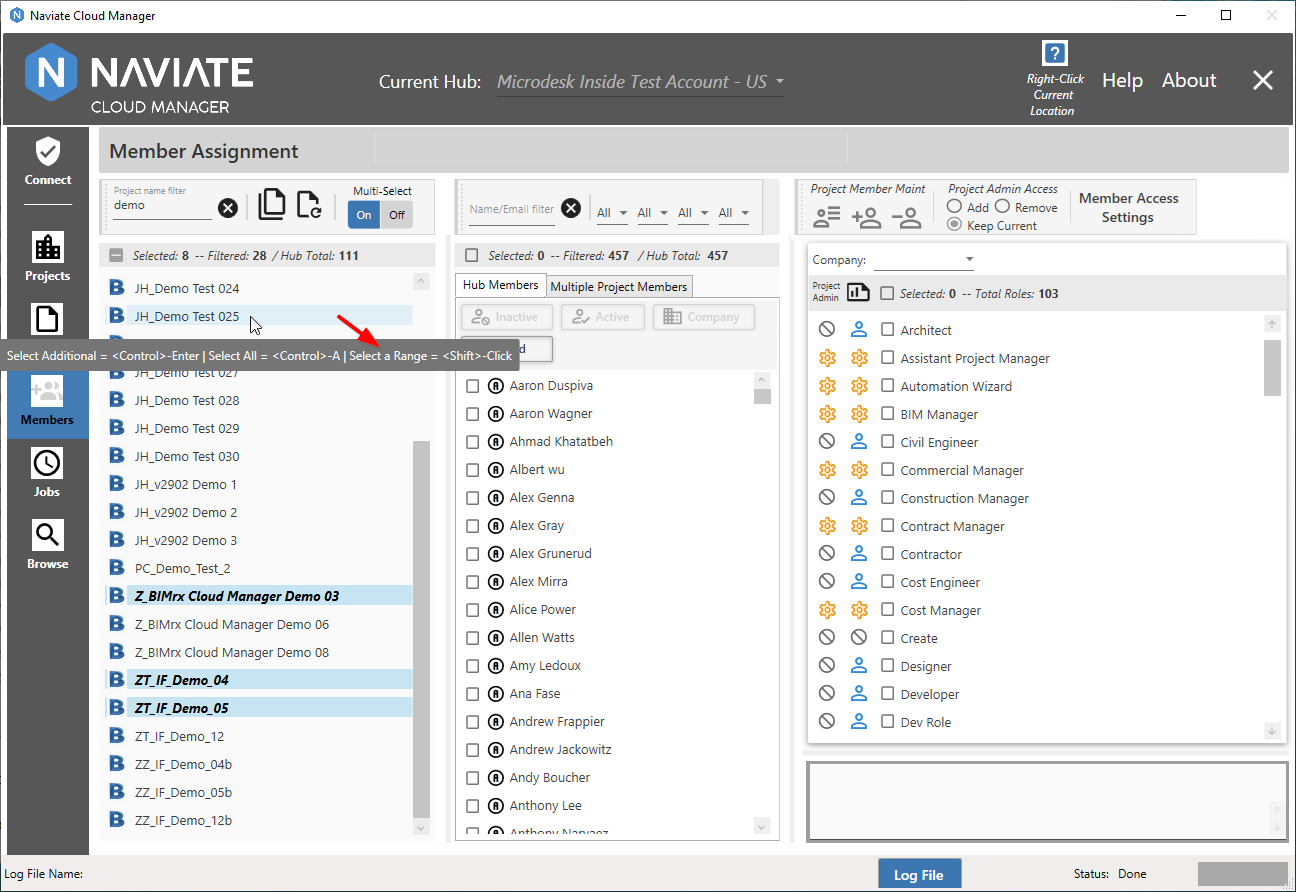 Naviate Cloud Manager
N NAVIATE
CLOUD MANAGER
Current Hub: Microdesk Inside Test Account - US
?
Right-Click
Current
Location
Help
About
Connect
Projects
Members
Jobs
Browse
Member Assignment
Project name filter
demo
Multi-Select
On Off
Selected: 8 -- Filtered: 28 / Hub Total: 111
JH_Demo Test 024
JH_Demo Test 025
Select Additional = <Control>-Enter | Select All = <Control>-A | Select a Range = <Shift>-Click
JH_Demo Test 027
JH_Demo Test 028
JH_Demo Test 029
JH_Demo Test 030
JH_v2902 Demo 1
JH_v2902 Demo 2
JH_v2902 Demo 3
PC_Demo_Test_2
Z_BIMrx Cloud Manager Demo 03
Z_BIMrx Cloud Manager Demo 06
Z_BIMrx Cloud Manager Demo 08
ZT_IF_Demo_04
ZT_IF_Demo_05
ZT_IF_Demo_12
ZZ_IF_Demo_04b
ZZ_IF_Demo_05b
ZZ_IF_Demo_12b
Name/Email filter
All All All All
Selected: 0 -- Filtered: 457 / Hub Total: 457
Hub Members Multiple Project Members
Inactive Active Company
Aaron Duspiva
Aaron Wagner
Ahmad Khatatbeh
Albert wu
Alex Genna
Alex Gray
Alex Grunerud
Alex Mirra
Alice Power
Allen Watts
Amy Ledoux
Ana Fase
Andrew Frappier
Andrew Jackowitz
Andy Boucher
Anthony Lee
Anthony Narvaez
Project Member Maint
Project Admin Access
Add Remove
Keep Current
Member Access
Settings
Company:
Project
Admin
Selected: 0 -- Total Roles: 103
Architect
Assistant Project Manager
Automation Wizard
BIM Manager
Civil Engineer
Commercial Manager
Construction Manager
Contract Manager
Contractor
Cost Engineer
Cost Manager
Create
Designer
Developer
Dev Role
Log File Name:
Log File
Status: Done